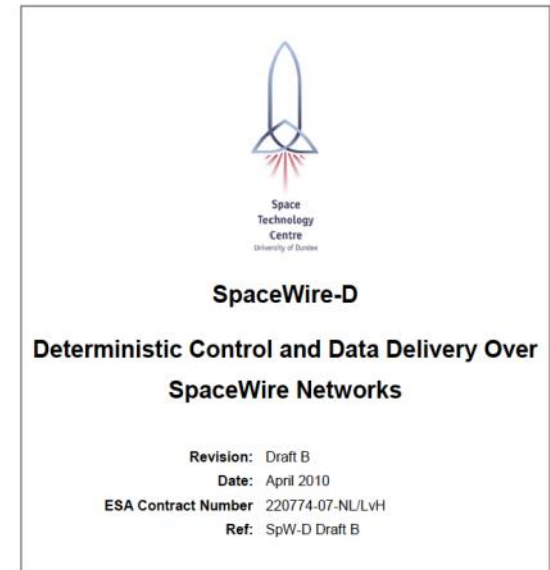 Space
Technology
Centre
University of Dundee
SpaceWire-D
Deterministic Control and Data Delivery Over
SpaceWire Networks
Revision: Draft B
Date: April 2010
ESA Contract Number 220774-07-NL/LvH
Ref: SpW-D Draft B